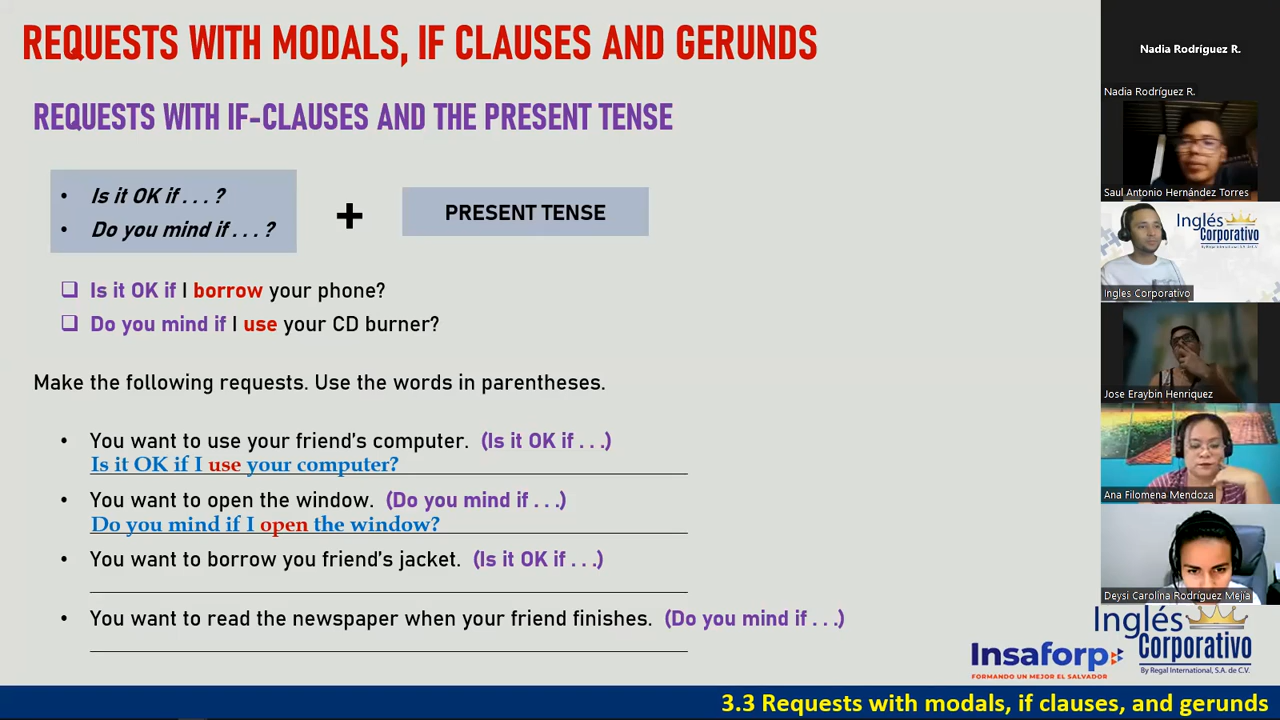 REQUESTS WITH MODALS, IF CLAUSES AND GERUNDS
REQUESTS WITH IF-CLAUSES AND THE PRESENT TENSE
• Is it OK if . . . ?
• Do you mind if . . . ?
+
PRESENT TENSE
❑ Is it OK if I borrow your phone?
❑ Do you mind if I use your CD burner?
Make the following requests. Use the words in parentheses.
• You want to use your friend's computer. (Is it OK if . . .)
Is it OK if I use your computer?
• You want to open the window. (Do you mind if . . .)
Do you mind if I open the window?
• You want to borrow you friend's jacket. (Is it OK if . . .)
• You want to read the newspaper when your friend finishes. (Do you mind if . . .)
Insaforp
FORMANDO UN MEJOR EL SALVADOR
Inglés
Corporativo
By Regal International, S.A. de C.V.
3.3 Requests with modals, if clauses, and gerunds
Nadia Rodríguez R.
Nadia Rodríguez R.
Saul Antonio Hernández Torres
Inglés
Corporativo
By Regal International, S.A. de C.V.
Ingles Corporativo
Jose Eraybin Henriquez
Ana Filomena Mendoza
Deysi Carolina Rodríguez Mejía